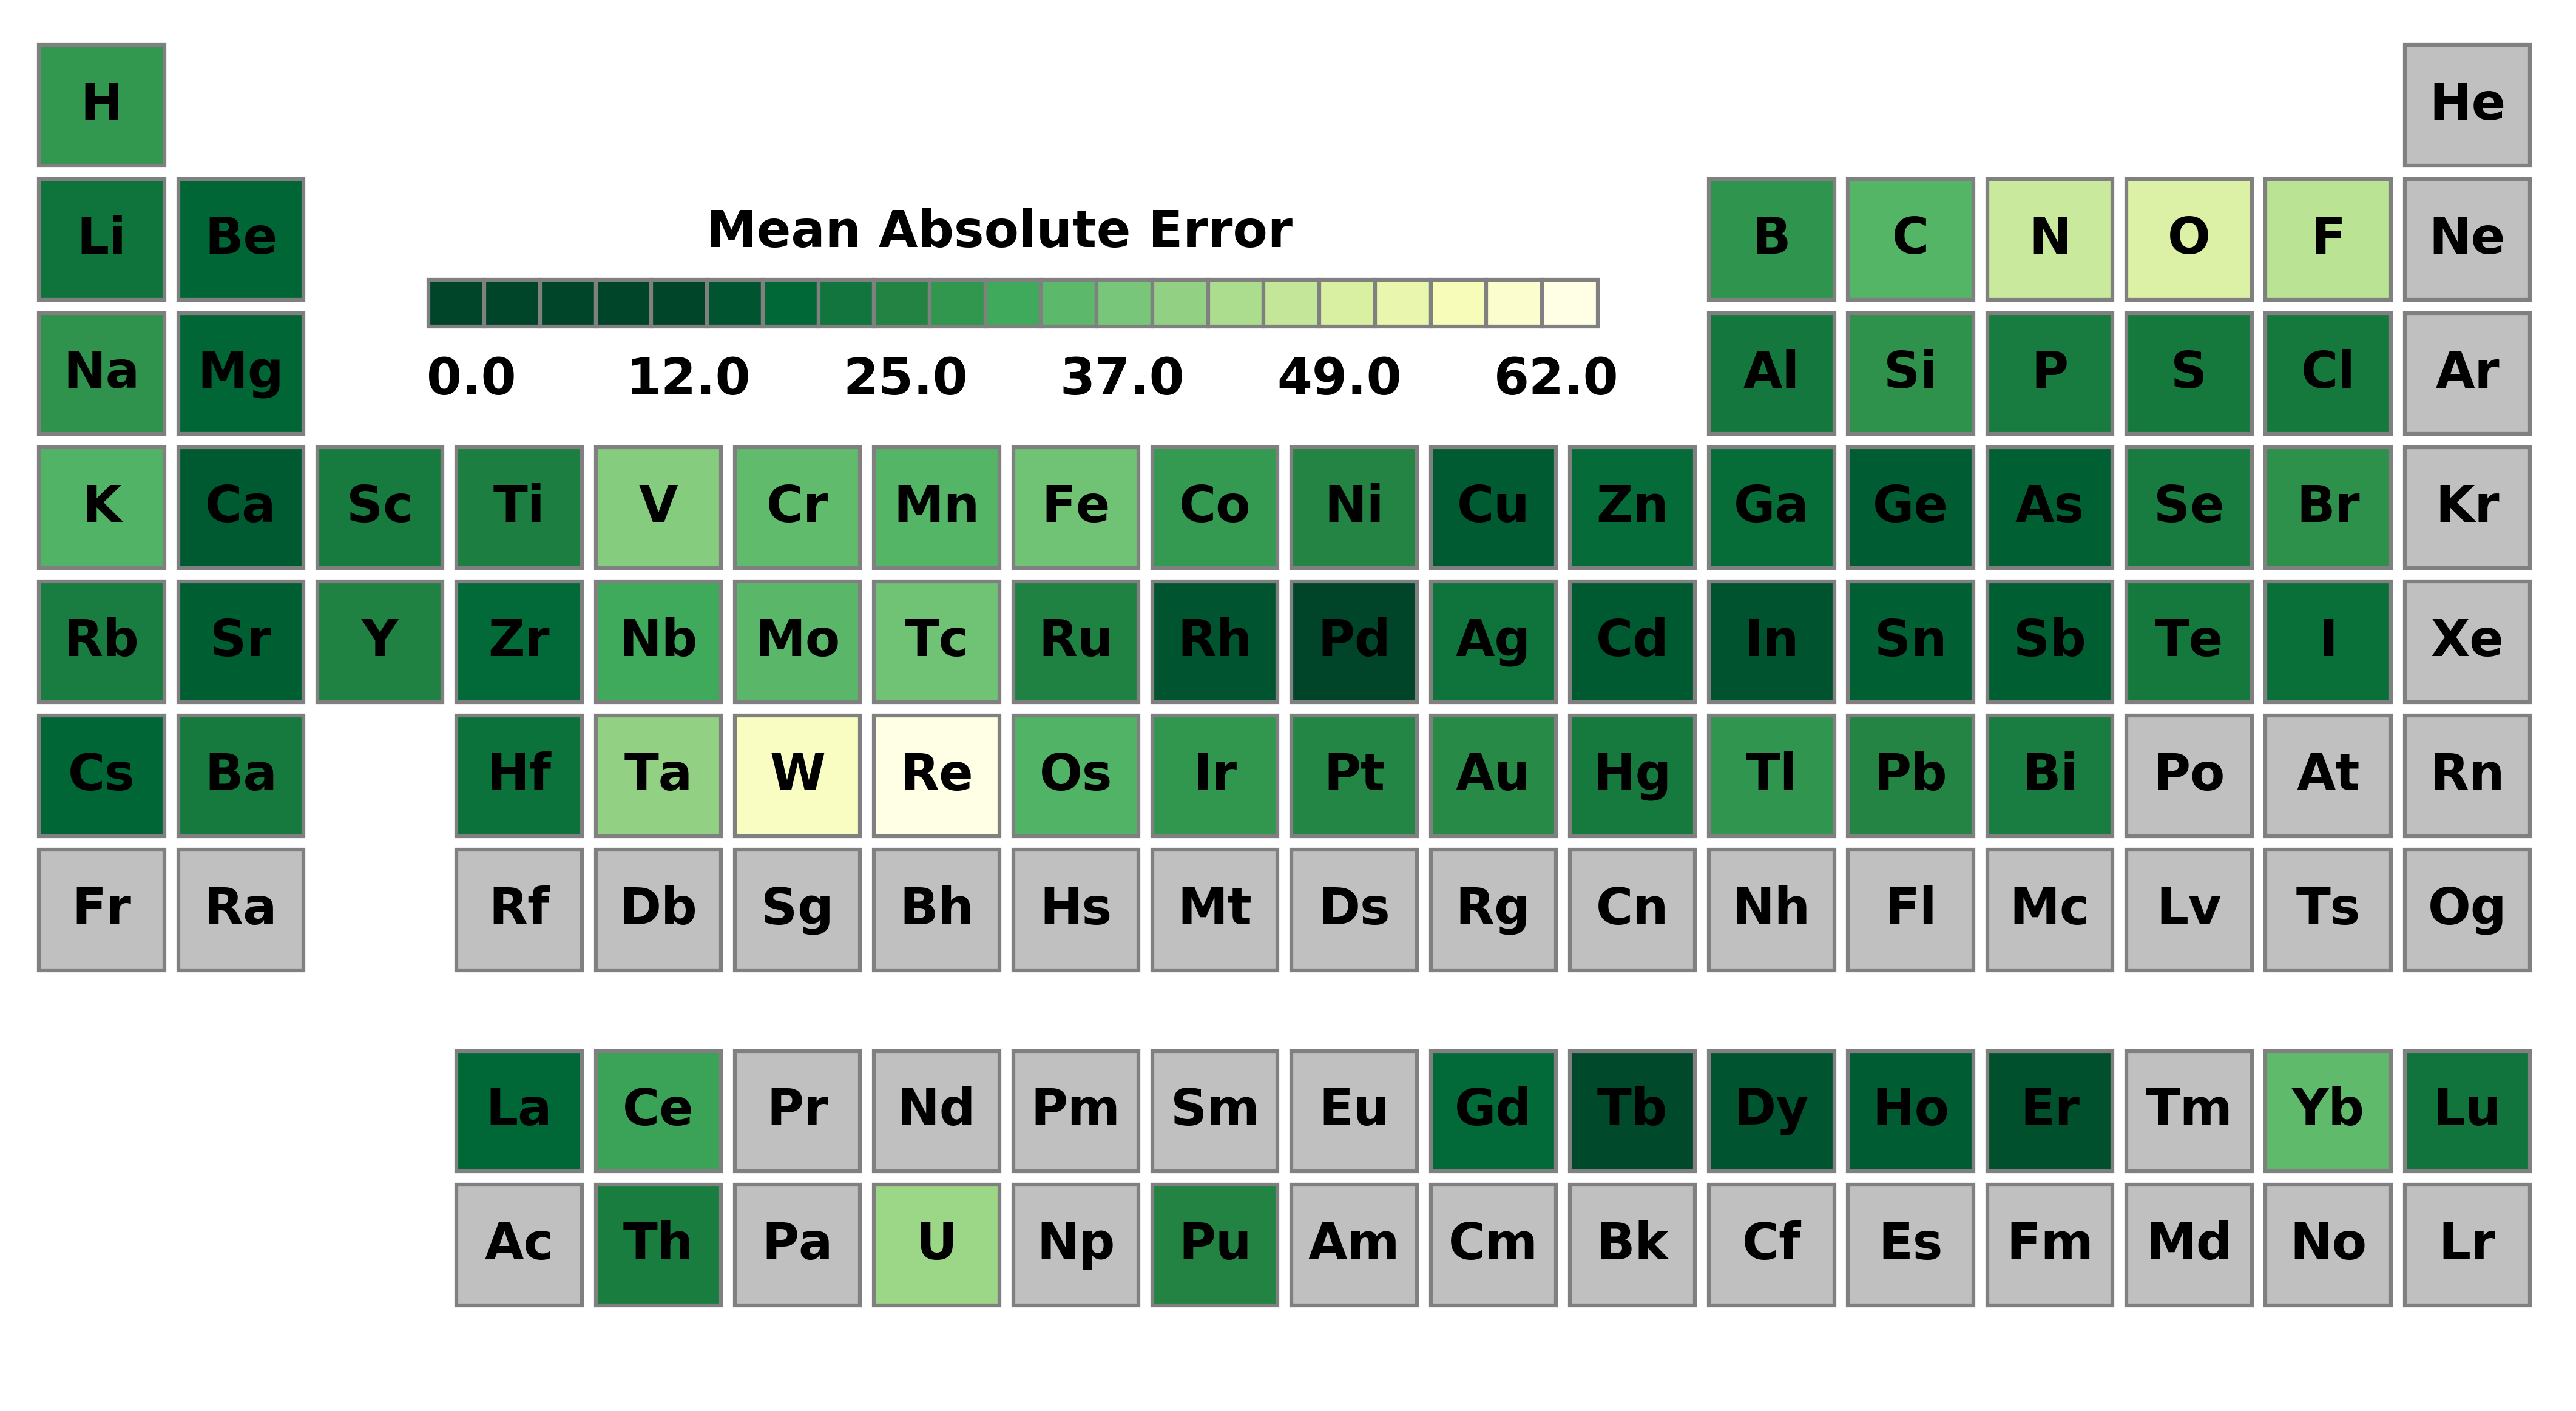 H He
Li Be B C N O F Ne
Mean Absolute Error
Na Mg Al Si P S Cl Ar
0.0 12.0 25.0 37.0 49.0 62.0
K Ca Sc Ti V Cr Mn Fe Co Ni Cu Zn Ga Ge As Se Br Kr
Rb Sr Y Zr Nb Mo Tc Ru Rh Pd Ag Cd In Sn Sb Te I Xe
Cs Ba Hf Ta W Re Os Ir Pt Au Hg Tl Pb Bi Po At Rn
Fr Ra Rf Db Sg Bh Hs Mt Ds Rg Cn Nh Fl Mc Lv Ts Og
La Ce Pr Nd Pm Sm Eu Gd Tb Dy Ho Er Tm Yb Lu
Ac Th Pa U Np Pu Am Cm Bk Cf Es Fm Md No Lr